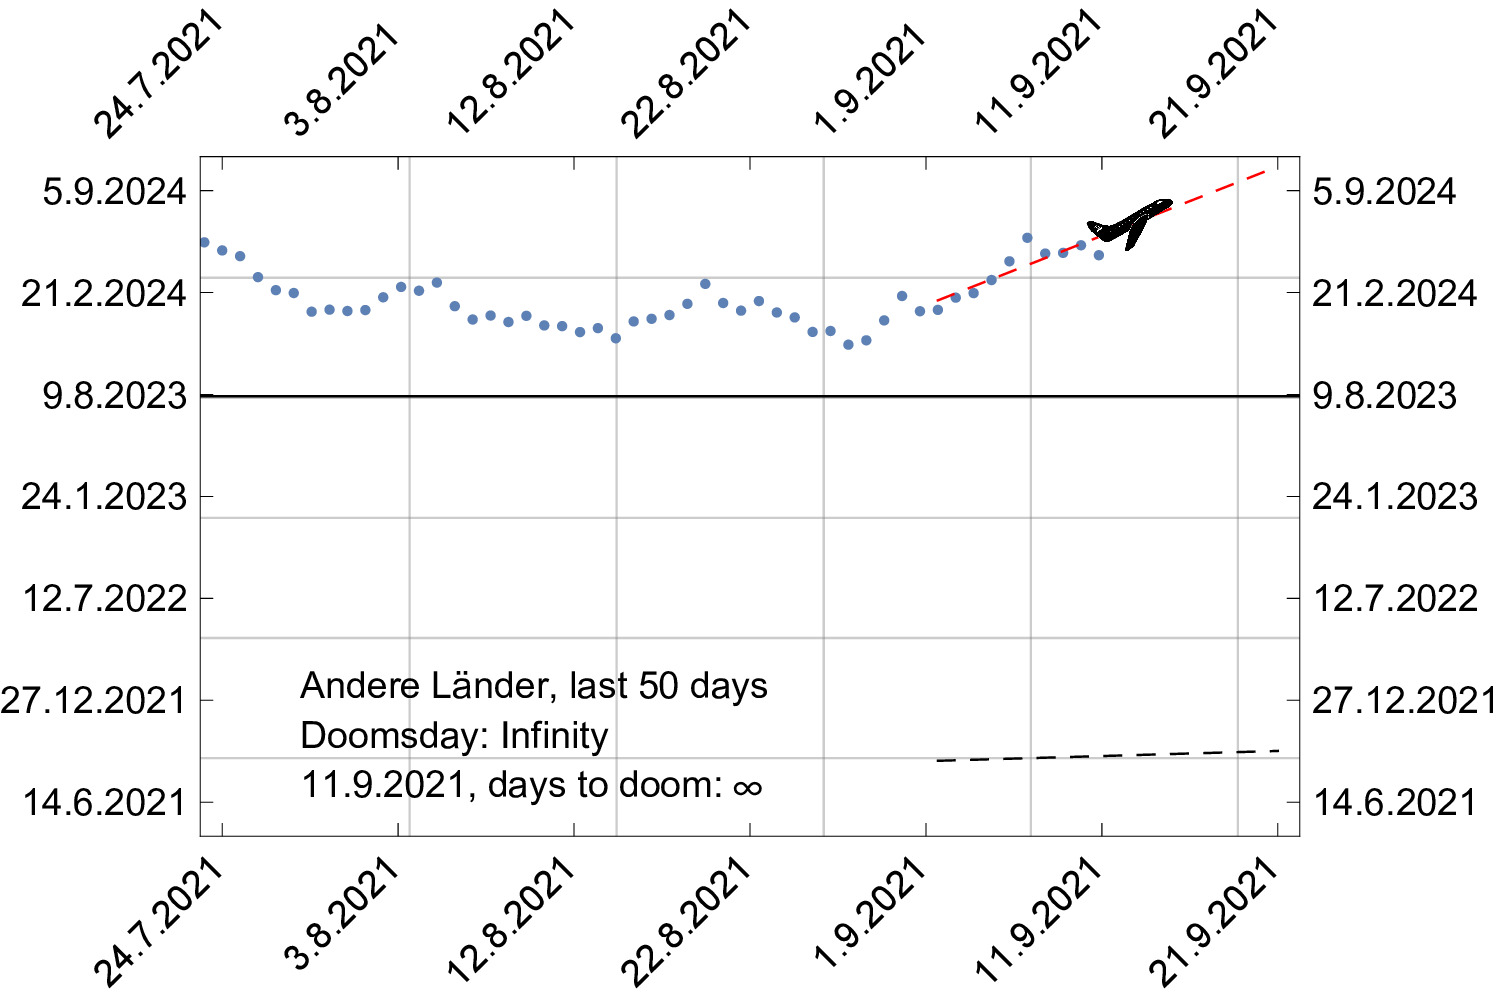 24.7.2021 3.8.2021 12.8.2021 22.8.2021 1.9.2021 11.9.2021 21.9.2021
5.9.2024 5.9.2024
21.2.2024 21.2.2024
9.8.2023 9.8.2023
24.1.2023 24.1.2023
12.7.2022 12.7.2022
27.12.2021 27.12.2021
14.6.2021 14.6.2021
Andere Länder, last 50 days
Doomsday: Infinity
11.9.2021, days to doom: ∞
24.7.2021 3.8.2021 12.8.2021 22.8.2021 1.9.2021 11.9.2021 21.9.2021